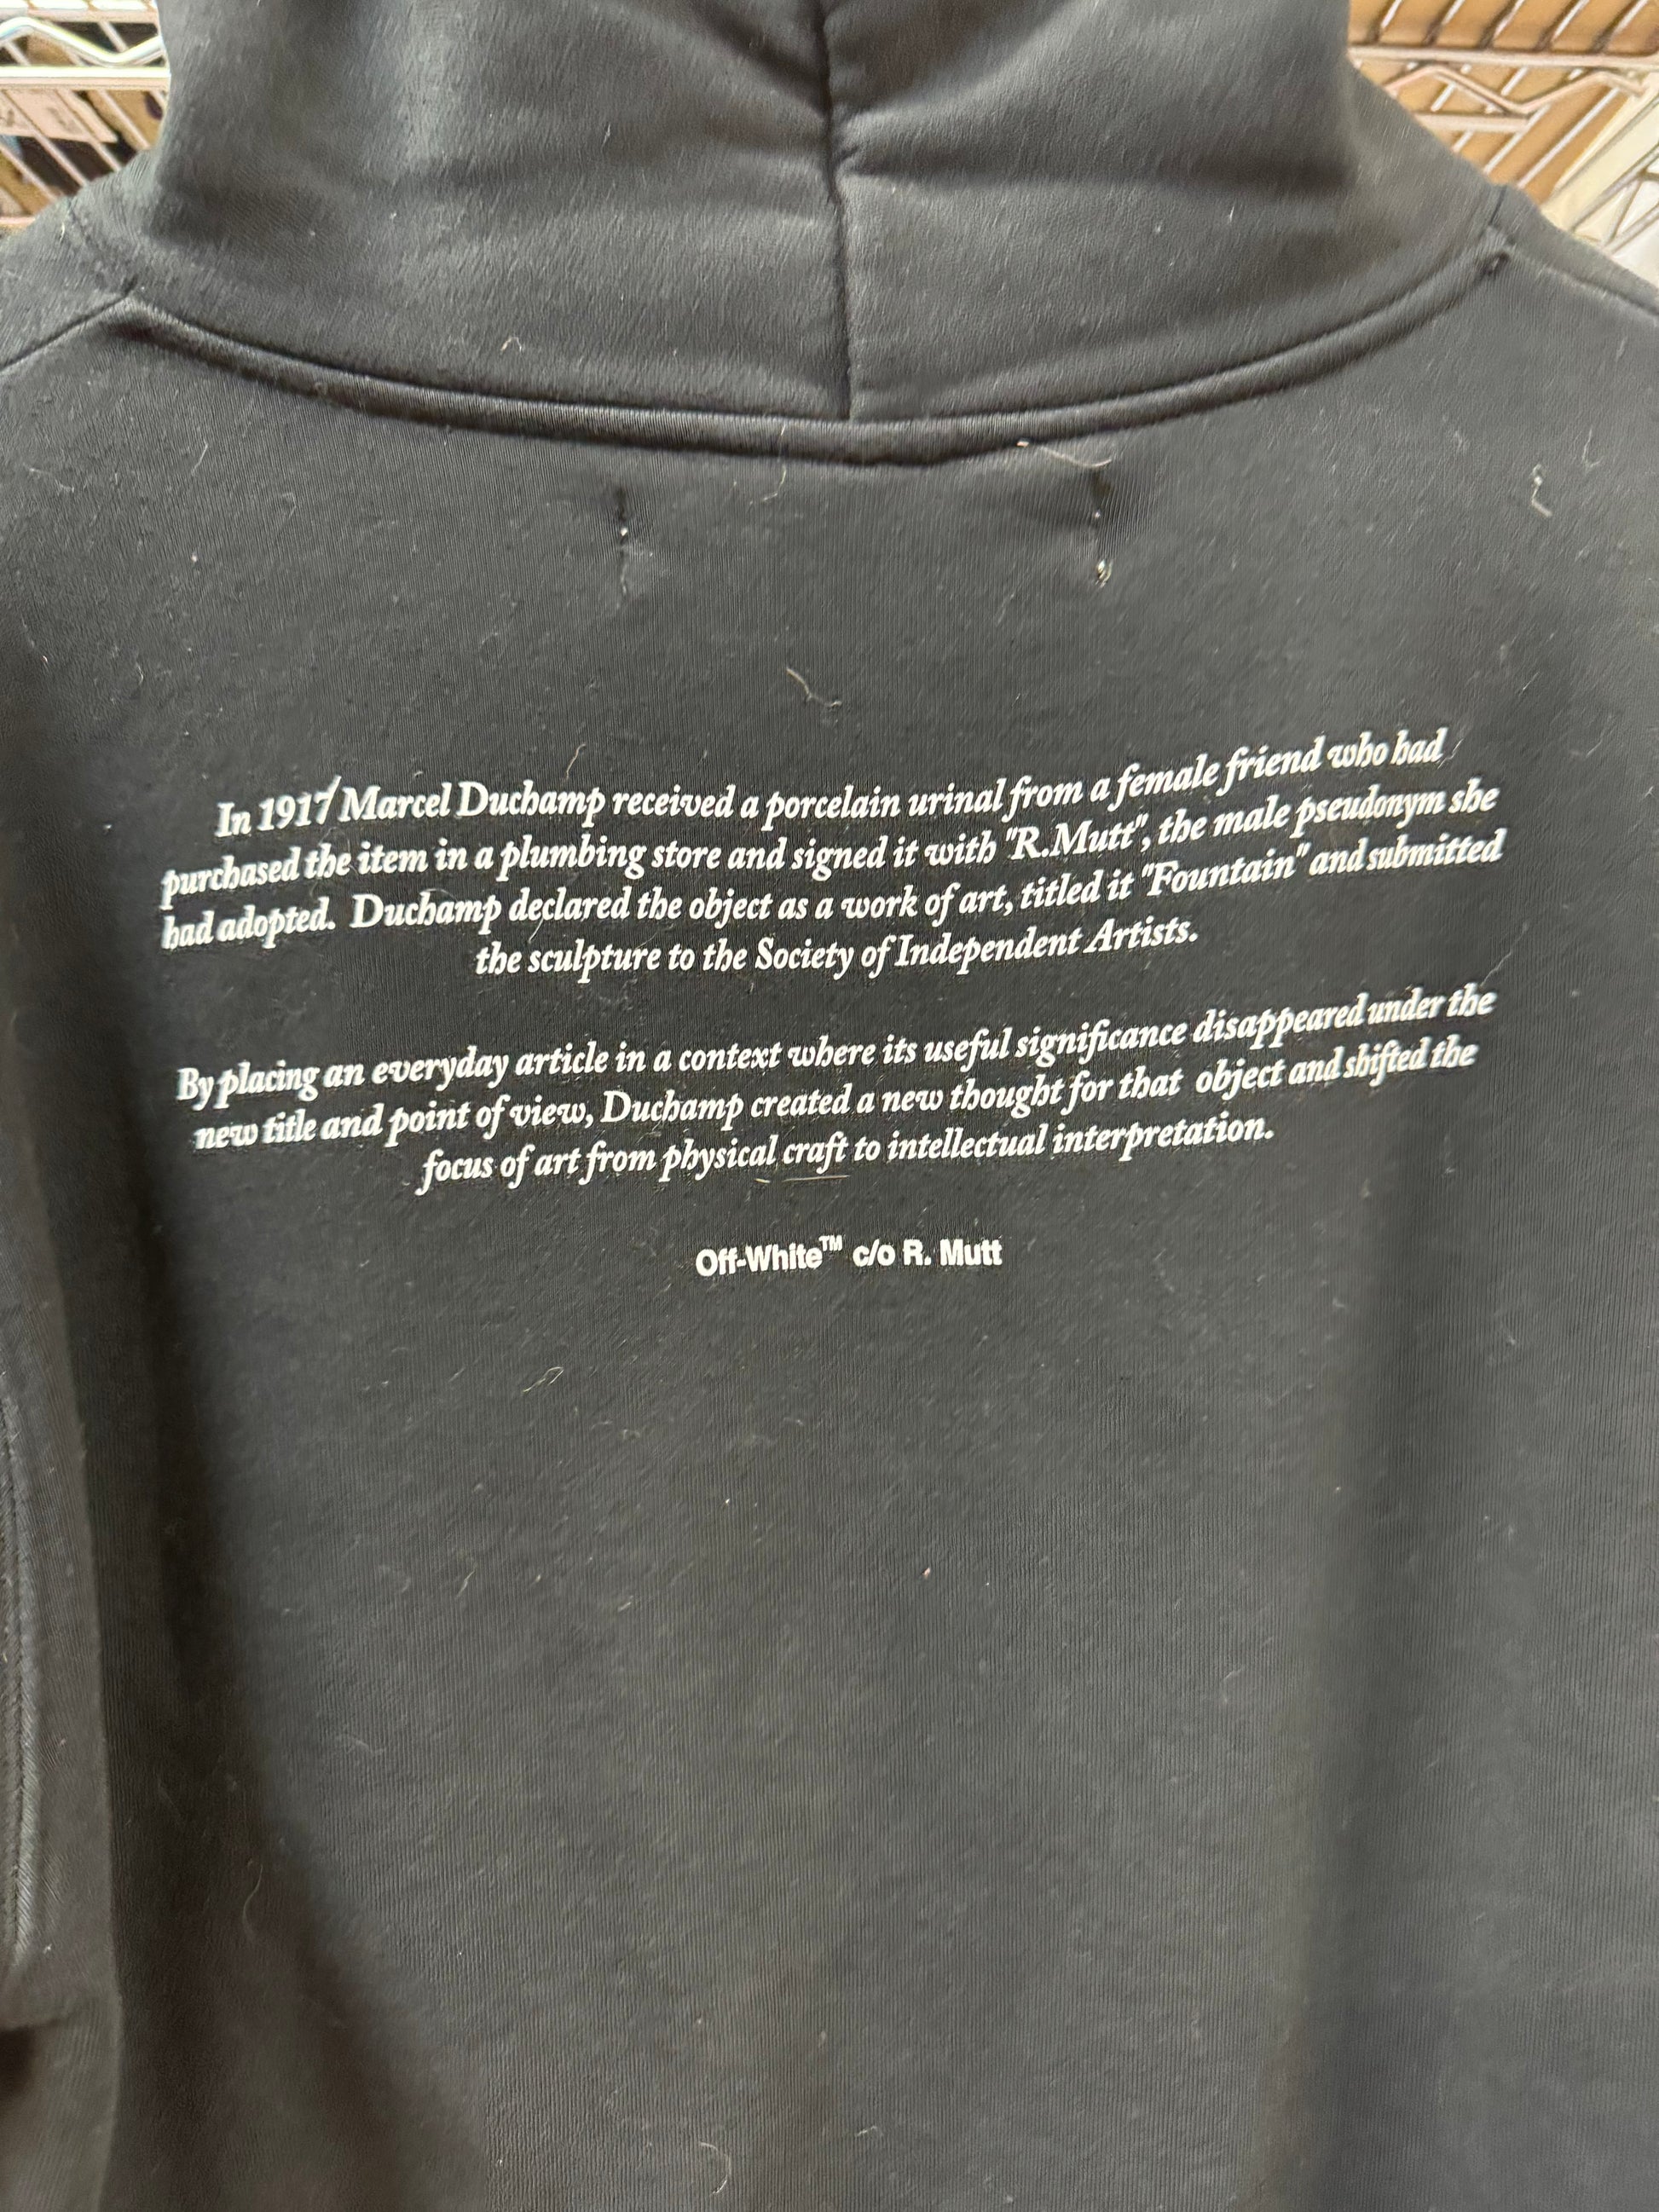 In 1917 Marcel Duchamp received a porcelain urinal from a female friend who had
purchased the item in a plumbing store and signed it with "R.Mutt", the male pseudonym she
had adopted. Duchamp declared the object as a work of art, titled it "Fountain" and submitted
the sculpture to the Society of Independent Artists.
By placing an everyday article in a context where its useful significance disappeared under the
new title and point of view, Duchamp created a new thought for that object and shifted the
focus of art from physical craft to intellectual interpretation.
Off-White™ c/o R. Mutt